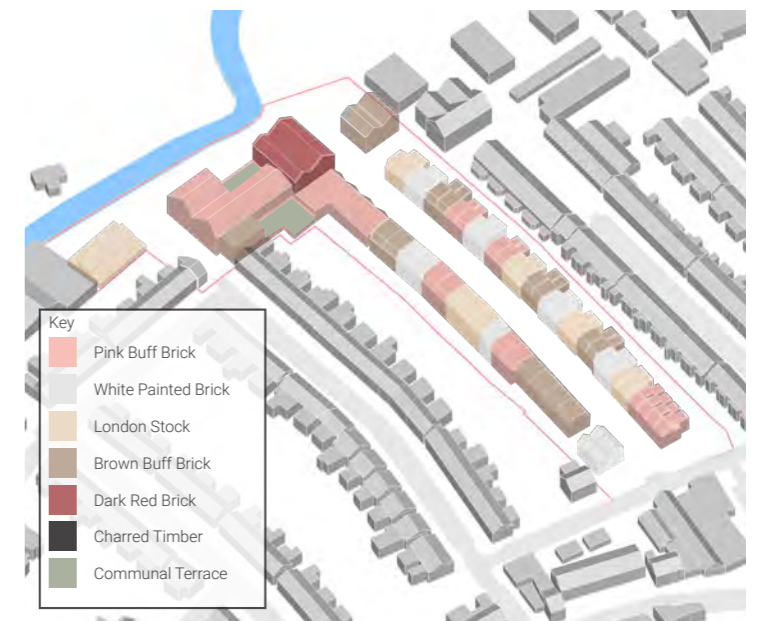 Key
Pink Buff Brick
White Painted Brick
London Stock
Brown Buff Brick
Dark Red Brick
Charred Timber
Communal Terrace